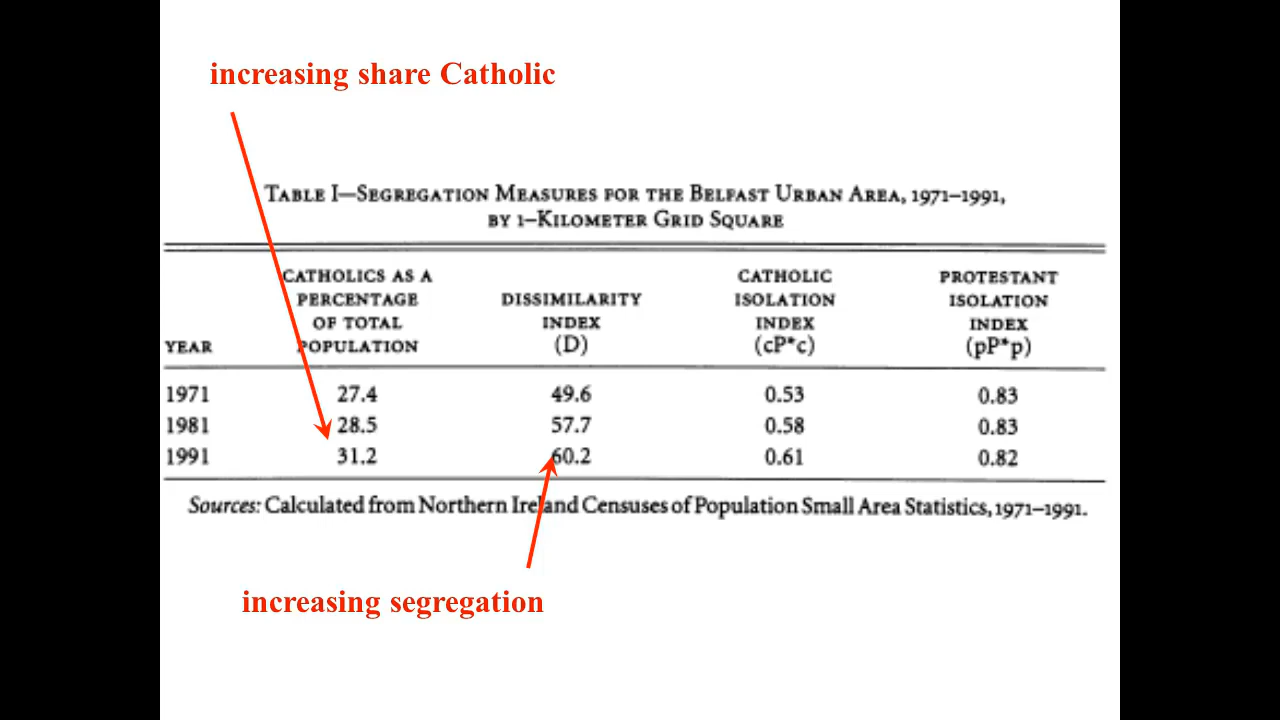 increasing share Catholic
TABLE I—SEGREGATION MEASURES FOR THE BELFAST URBAN AREA, 1971–1991,
BY 1–KILOMETER GRID SQUARE
YEAR CATHOLICS AS A PERCENTAGE OF TOTAL POPULATION DISSIMILARITY INDEX (D) CATHOLIC ISOLATION INDEX (cP*c) PROTESTANT ISOLATION INDEX (pP*p)
1971 27.4 49.6 0.53 0.83
1981 28.5 57.7 0.58 0.83
1991 31.2 60.2 0.61 0.82
Sources: Calculated from Northern Ireland Censuses of Population Small Area Statistics, 1971–1991.
increasing segregation